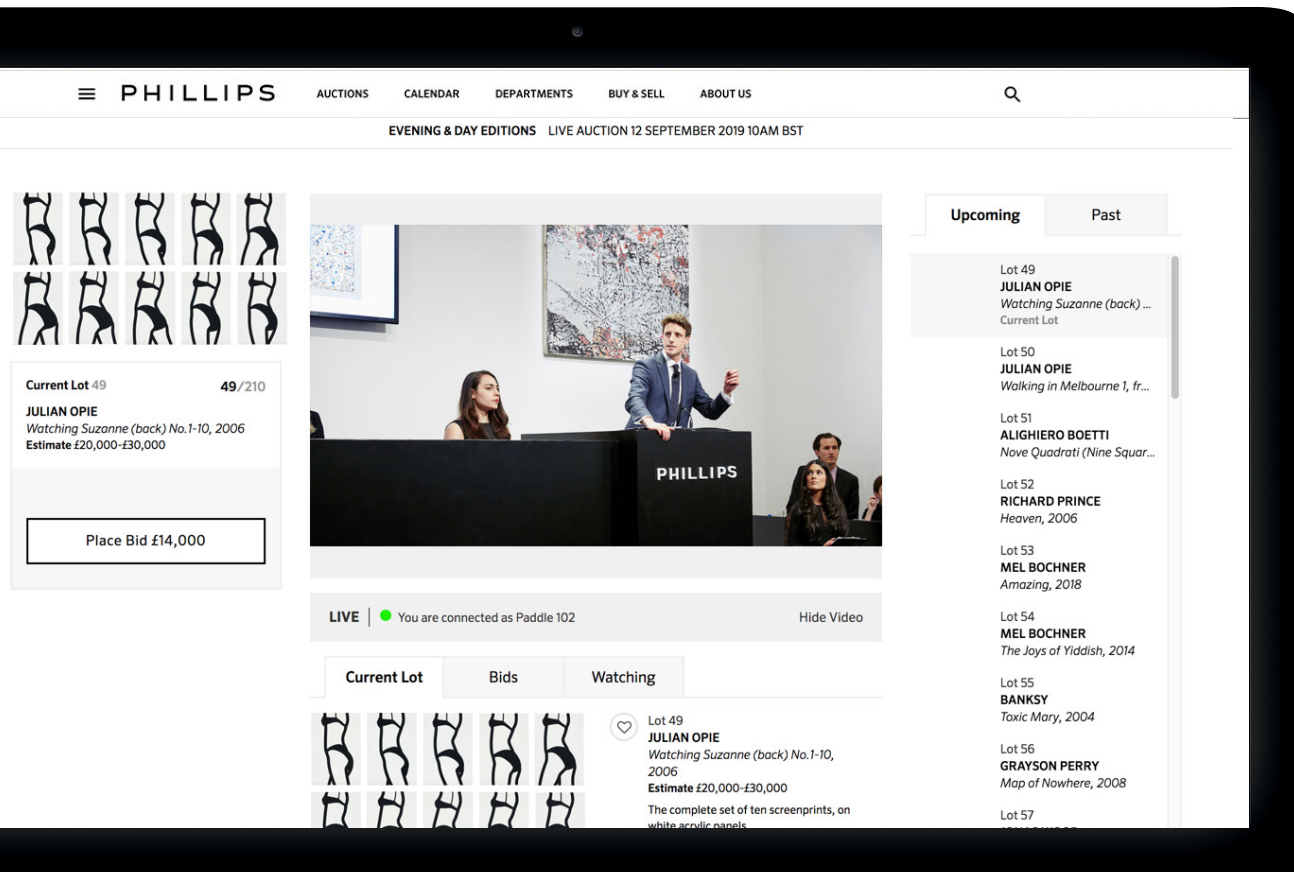 PHILLIPS
AUCTIONS
CALENDAR
DEPARTMENTS
BUY & SELL
ABOUT US
EVENING & DAY EDITIONS LIVE AUCTION 12 SEPTEMBER 2019 10AM BST
Current Lot 49
49/210
JULIAN OPIE
Watching Suzanne (back) No.1-10, 2006
Estimate £20,000-£30,000
Place Bid £14,000
PHILLIPS
LIVE
You are connected as Paddle 102
Hide Video
Current Lot
Bids
Watching
Lot 49
JULIAN OPIE
Watching Suzanne (back) No.1-10,
2006
Estimate £20,000-£30,000
The complete set of ten screenprints, on
white acrylic panels
Upcoming
Past
Lot 49
JULIAN OPIE
Watching Suzanne (back) ...
Current Lot
Lot 50
JULIAN OPIE
Walking in Melbourne 1, fr...
Lot 51
ALIGHIERO BOETTI
Nove Quadrati (Nine Squar...
Lot 52
RICHARD PRINCE
Heaven, 2006
Lot 53
MEL BOCHNER
Amazing, 2018
Lot 54
MEL BOCHNER
The Joys of Yiddish, 2014
Lot 55
BANKSY
Toxic Mary, 2004
Lot 56
GRAYSON PERRY
Map of Nowhere, 2008
Lot 57